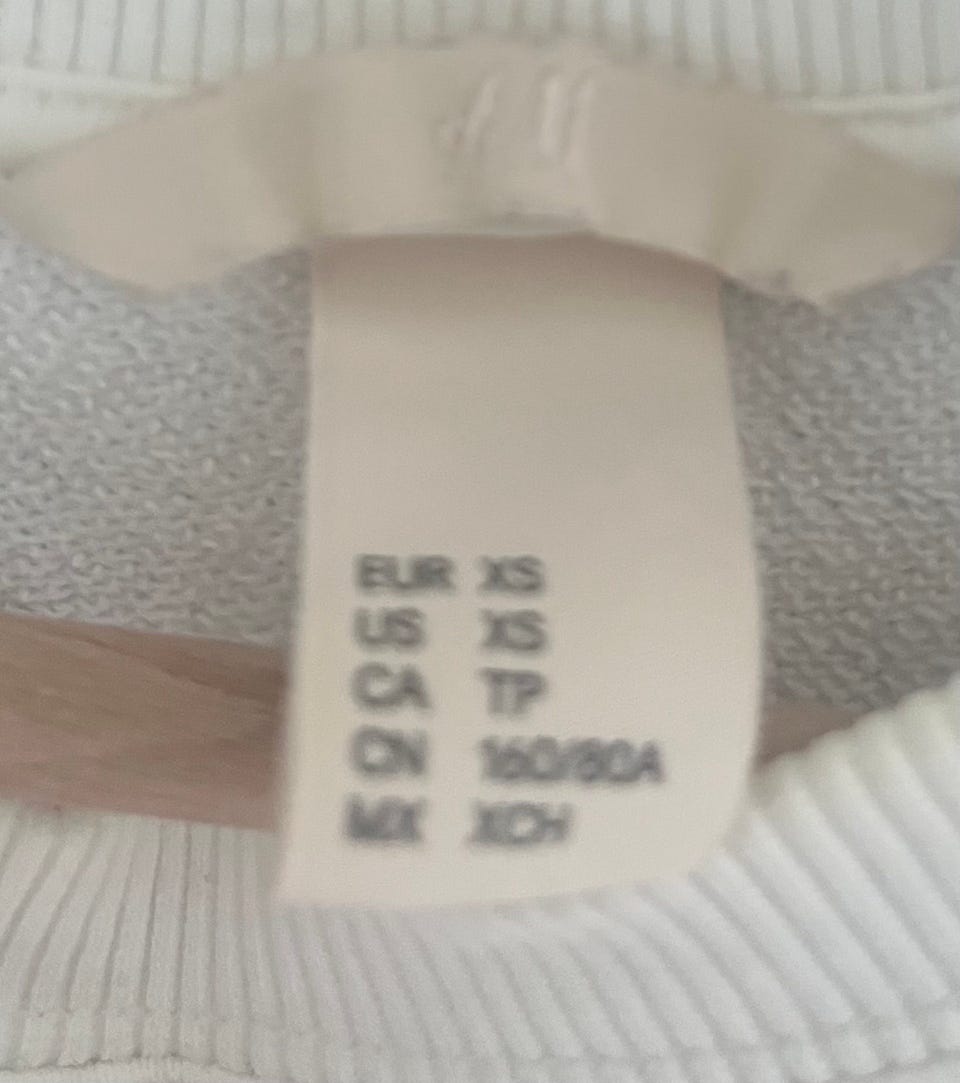 EUR XS
US XS
CA TP
CN 160/80A
MX XCH